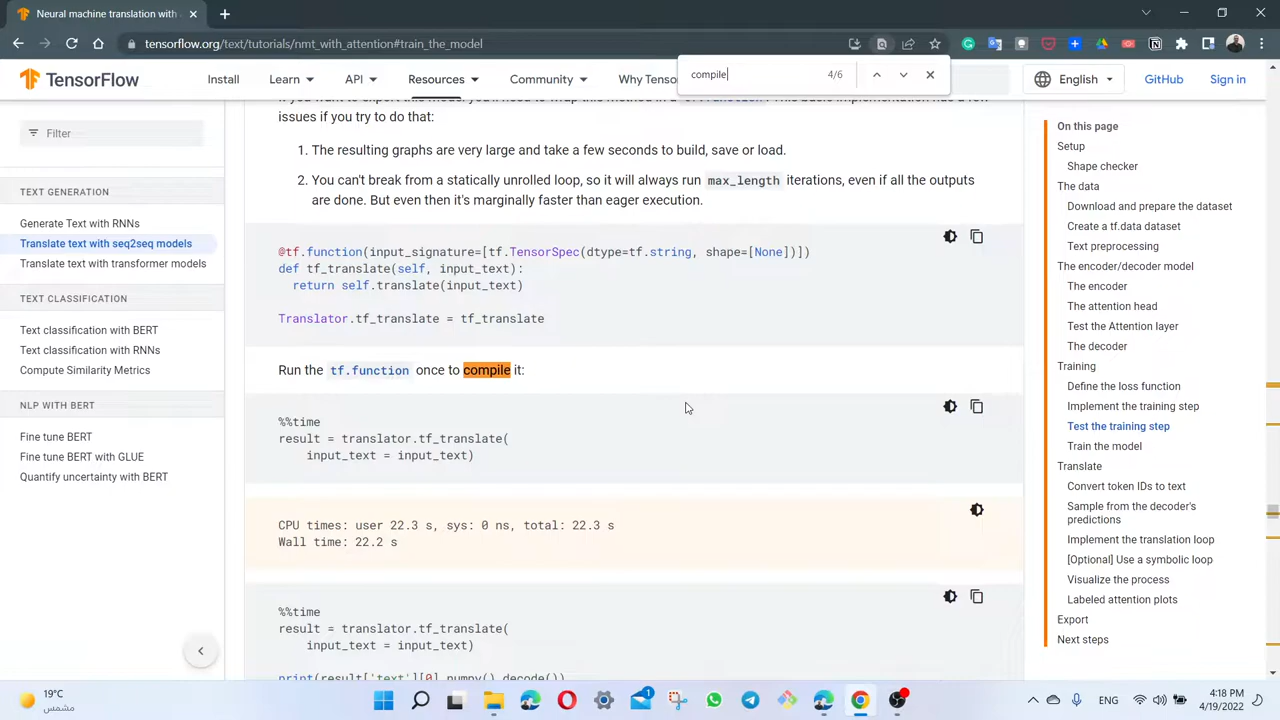 Neural machine translation with
tensorflow.org/text/tutorials/nmt_with_attention#train_the_model
compile
4/6
TensorFlow
Install
Learn
API
Resources
Community
Why Tenso
English
GitHub
Sign in
Filter
TEXT GENERATION
Generate Text with RNNs
Translate text with seq2seq models
Translate text with transformer models
TEXT CLASSIFICATION
Text classification with BERT
Text classification with RNNs
Compute Similarity Metrics
NLP WITH BERT
Fine tune BERT
Fine tune BERT with GLUE
Quantify uncertainty with BERT
issues if you try to do that:
1. The resulting graphs are very large and take a few seconds to build, save or load.
2. You can't break from a statically unrolled loop, so it will always run max_length iterations, even if all the outputs
are done. But even then it's marginally faster than eager execution.
@tf.function(input_signature=[tf.TensorSpec(dtype=tf.string, shape=[None])])
def tf_translate(self, input_text):
return self.translate(input_text)
Translator.tf_translate = tf_translate
Run the tf.function once to compile it:
%%time
result = translator.tf_translate(
input_text = input_text)
CPU times: user 22.3 s, sys: 0 ns, total: 22.3 s
Wall time: 22.2 s
%%time
result = translator.tf_translate(
input_text = input_text)
print(result['text'][0].numpy().decode())
On this page
Setup
Shape checker
The data
Download and prepare the dataset
Create a tf.data dataset
Text preprocessing
The encoder/decoder model
The encoder
The attention head
Test the Attention layer
The decoder
Training
Define the loss function
Implement the training step
Test the training step
Train the model
Translate
Convert token IDs to text
Sample from the decoder's
predictions
Implement the translation loop
[Optional] Use a symbolic loop
Visualize the process
Labeled attention plots
Export
Next steps
19°C
مشمس
1
ENG
4:18 PM
4/19/2022